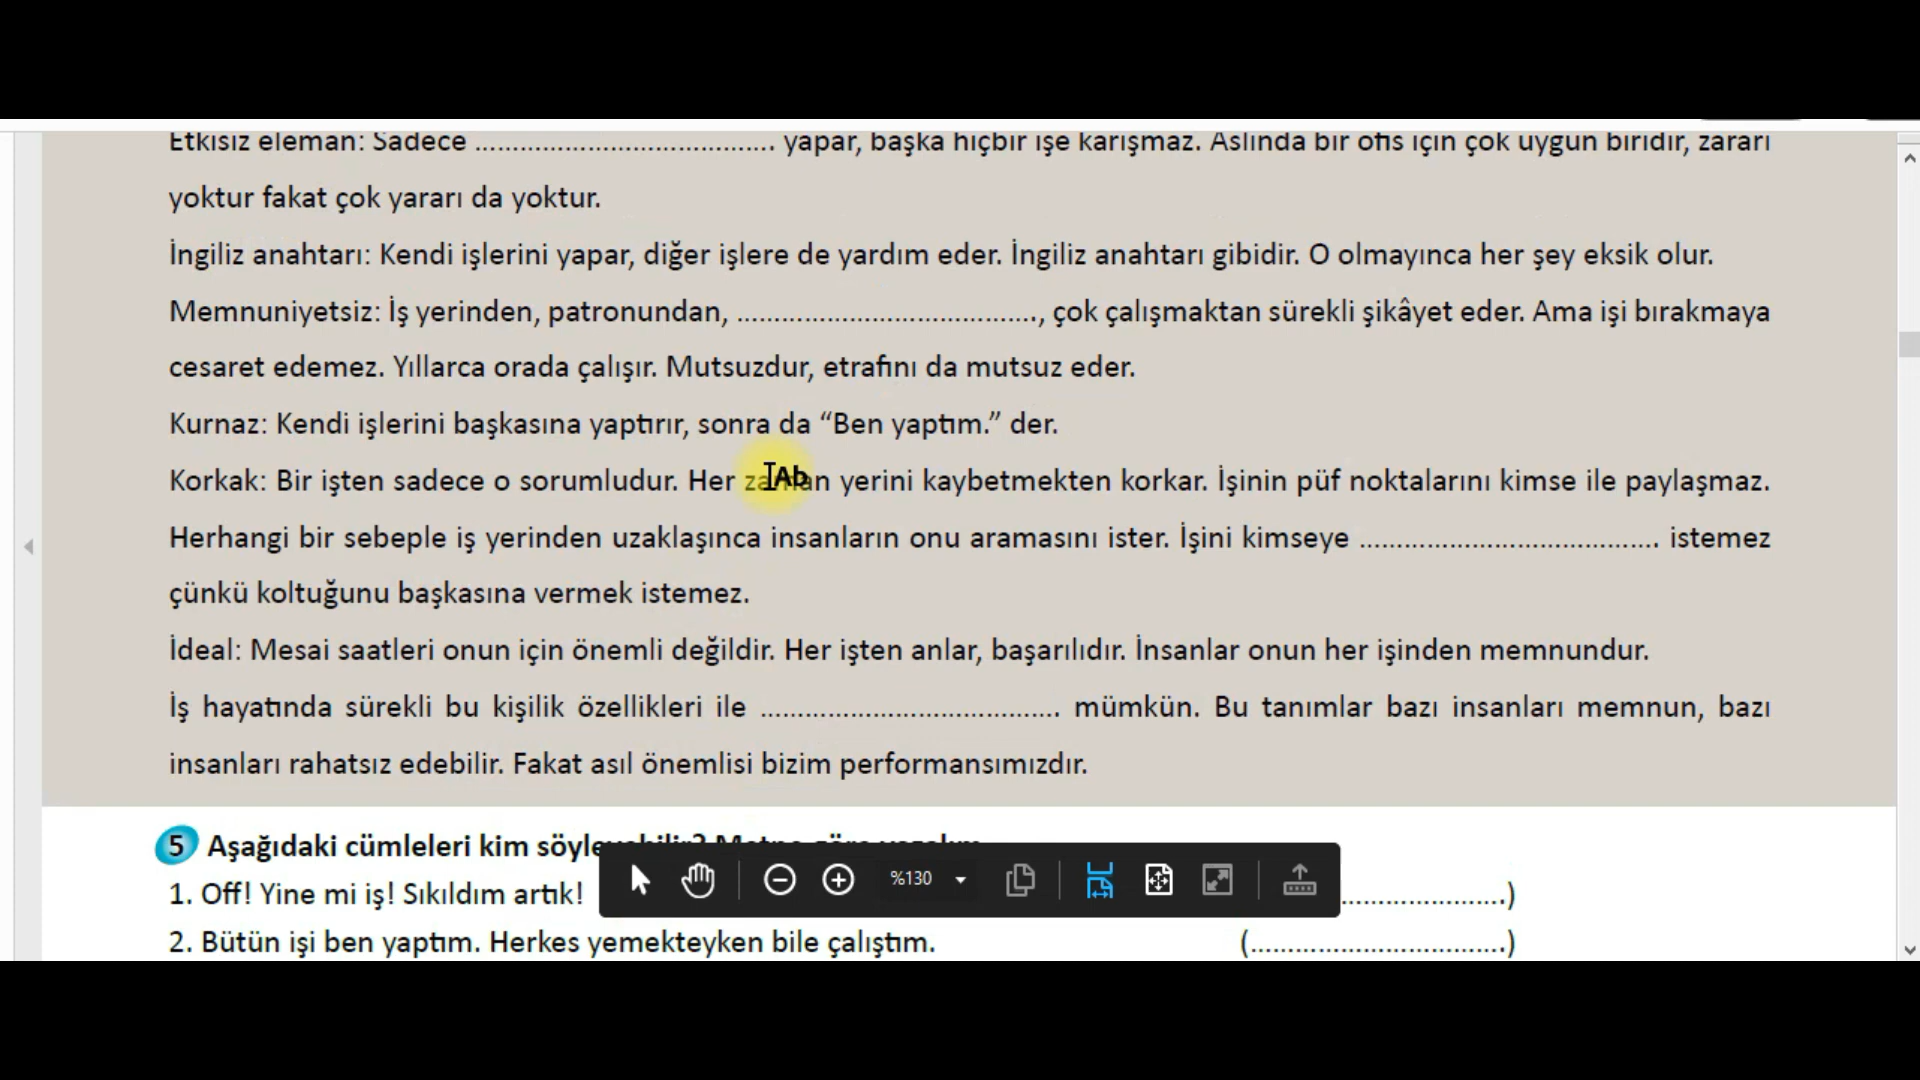 Etkisiz eleman: Sadece ....................................... yapar, başka hiçbir işe karışmaz. Aslında bir ofis için çok uygun biridir, zararı
yoktur fakat çok yararı da yoktur.
İngiliz anahtarı: Kendi işlerini yapar, diğer işlere de yardım eder. İngiliz anahtarı gibidir. O olmayınca her şey eksik olur.
Memnuniyetsiz: İş yerinden, patronundan, ......................................., çok çalışmaktan sürekli şikâyet eder. Ama işi bırakmaya
cesaret edemez. Yıllarca orada çalışır. Mutsuzdur, etrafını da mutsuz eder.
Kurnaz: Kendi işlerini başkasına yaptırır, sonra da “Ben yaptım.” der.
Korkak: Bir işten sadece o sorumludur. Her zaman yerini kaybetmekten korkar. İşinin püf noktalarını kimse ile paylaşmaz.
Herhangi bir sebeple iş yerinden uzaklaşınca insanların onu aramasını ister. İşini kimseye ....................................... istemez
çünkü koltuğunu başkasına vermek istemez.
İdeal: Mesai saatleri onun için önemli değildir. Her işten anlar, başarılıdır. İnsanlar onun her işinden memnundur.
İş hayatında sürekli bu kişilik özellikleri ile ....................................... mümkün. Bu tanımlar bazı insanları memnun, bazı
insanları rahatsız edebilir. Fakat asıl önemlisi bizim performansımızdır.
5 Aşağıdaki cümleleri kim
1. Off! Yine mi iş! Sıkıldım artık! .....................)
2. Bütün işi ben yaptım. Herkes yemekteyken bile çalıştım. (.................................)
%130
Ab